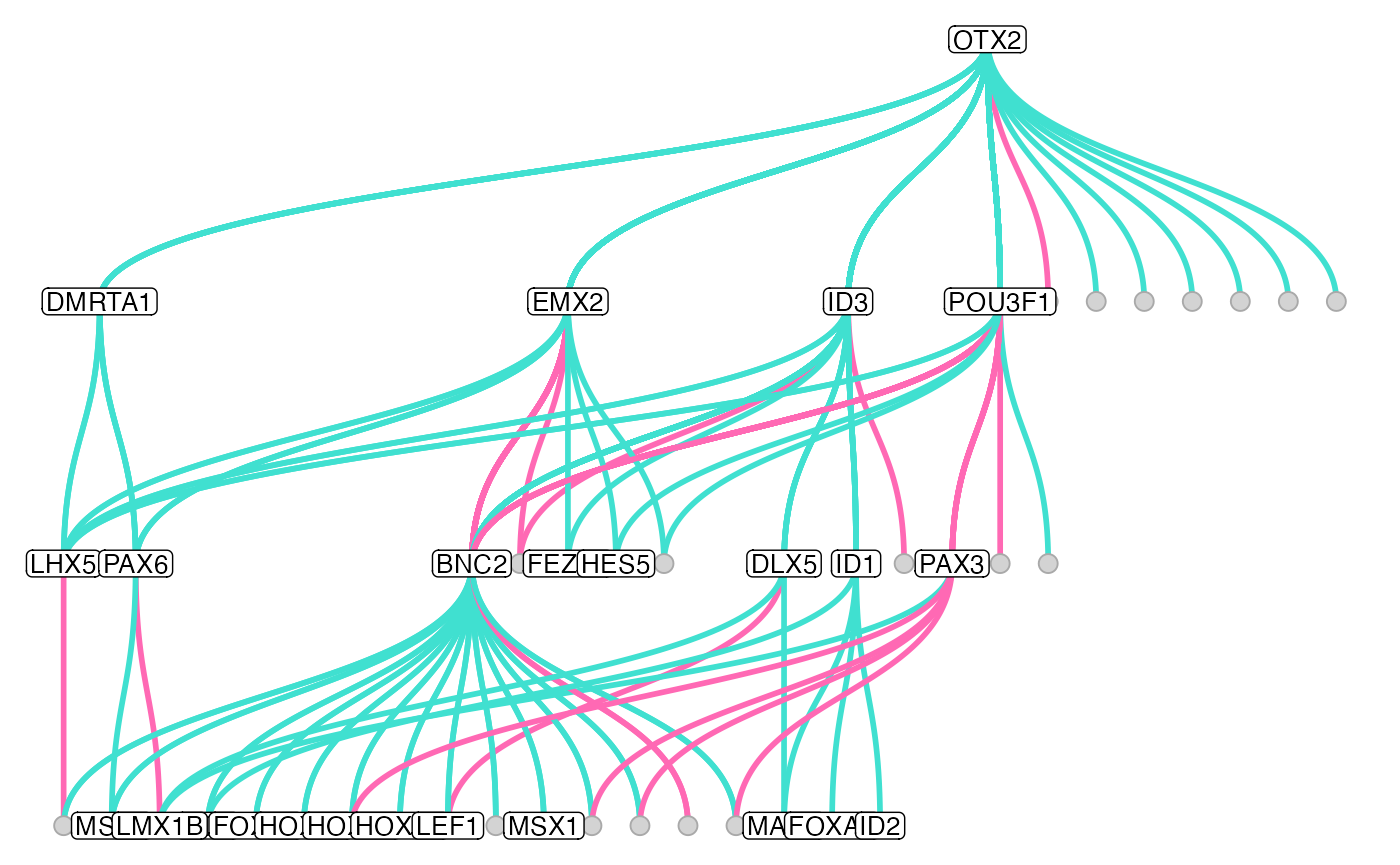 OTX2
DMRTA1 EMX2 ID3 POU3F1
LHX5 PAX6 BNC2 FEZ HES5 DLX5 ID1 PAX3
MS LMX1B FO HO HO HOX LEF1 MSX1 MA FOXA ID2